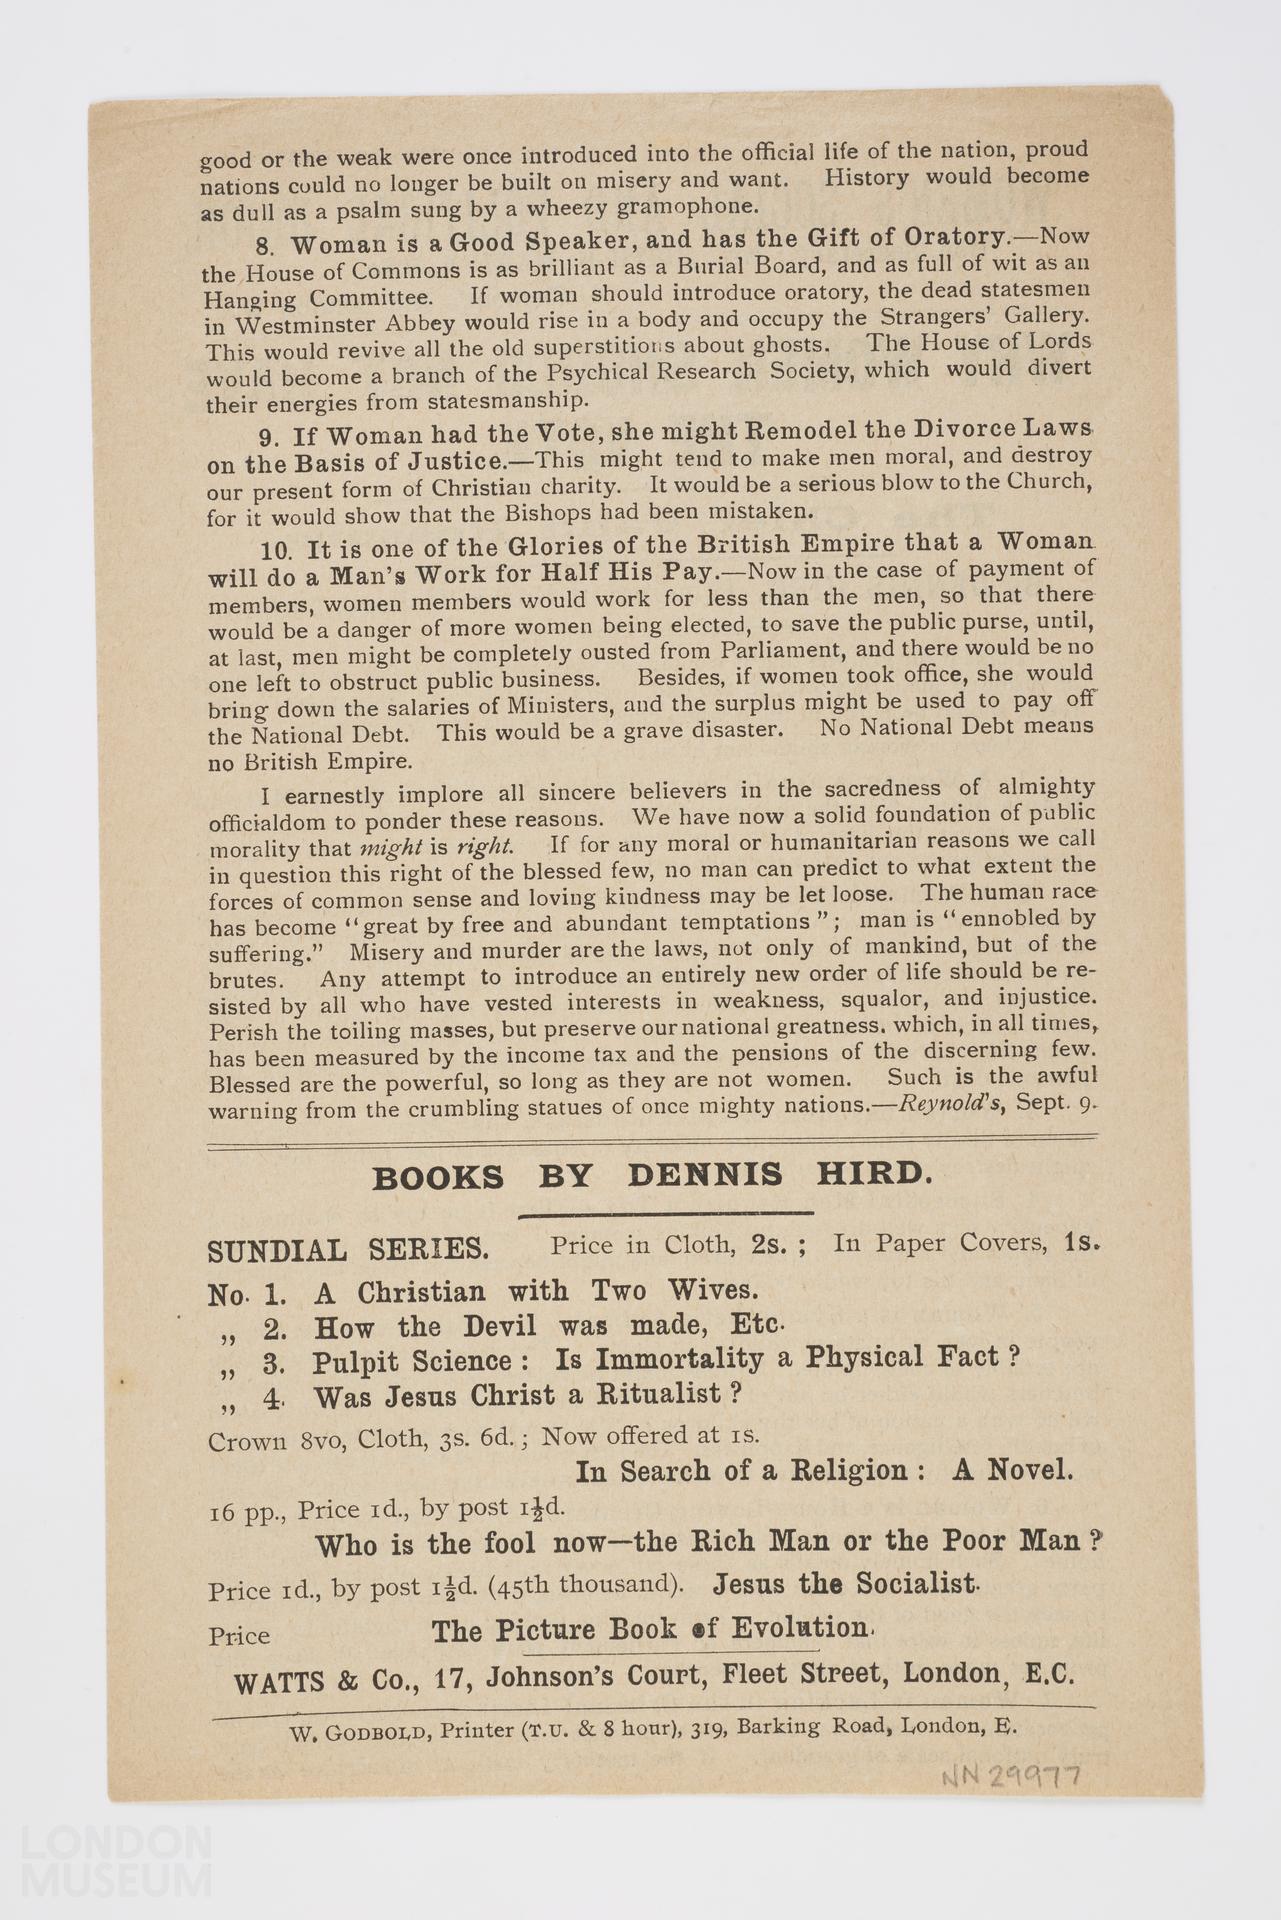 good or the weak were once introduced into the official life of the nation, proud
nations could no longer be built on misery and want. History would become
as dull as a psalm sung by a wheezy gramophone.
8. Woman is a Good Speaker, and has the Gift of Oratory.—Now
the House of Commons is as brilliant as a Burial Board, and as full of wit as an
Hanging Committee. If woman should introduce oratory, the dead statesmen
in Westminster Abbey would rise in a body and occupy the Strangers' Gallery.
This would revive all the old superstitions about ghosts. The House of Lords
would become a branch of the Psychical Research Society, which would divert
their energies from statesmanship.
9. If Woman had the Vote, she might Remodel the Divorce Laws
on the Basis of Justice.—This might tend to make men moral, and destroy
our present form of Christian charity. It would be a serious blow to the Church,
for it would show that the Bishops had been mistaken.
10. It is one of the Glories of the British Empire that a Woman
will do a Man's Work for Half His Pay.—Now in the case of payment of
members, women members would work for less than the men, so that there
would be a danger of more women being elected, to save the public purse, until,
at last, men might be completely ousted from Parliament, and there would be no
one left to obstruct public business. Besides, if women took office, she would
bring down the salaries of Ministers, and the surplus might be used to pay off
the National Debt. This would be a grave disaster. No National Debt means
no British Empire.
I earnestly implore all sincere believers in the sacredness of almighty
officialdom to ponder these reasons. We have now a solid foundation of public
morality that might is right. If for any moral or humanitarian reasons we call
in question this right of the blessed few, no man can predict to what extent the
forces of common sense and loving kindness may be let loose. The human race
has become "great by free and abundant temptations"; man is "ennobled by
suffering." Misery and murder are the laws, not only of mankind, but of the
brutes. Any attempt to introduce an entirely new order of life should be re-
sisted by all who have vested interests in weakness, squalor, and injustice.
Perish the toiling masses, but preserve our national greatness. which, in all times,
has been measured by the income tax and the pensions of the discerning few.
Blessed are the powerful, so long as they are not women. Such is the awful
warning from the crumbling statues of once mighty nations.—Reynold's, Sept. 9.
BOOKS BY DENNIS HIRD.
SUNDIAL SERIES. Price in Cloth, 2s.; In Paper Covers, 1s.
No. 1. A Christian with Two Wives.
,, 2. How the Devil was made, Etc.
,, 3. Pulpit Science: Is Immortality a Physical Fact?
,, 4. Was Jesus Christ a Ritualist?
Crown 8vo, Cloth, 3s. 6d.; Now offered at 1s.
In Search of a Religion: A Novel.
16 pp., Price 1d., by post 1½d.
Who is the fool now—the Rich Man or the Poor Man?
Price 1d., by post 1½d. (45th thousand). Jesus the Socialist.
Price The Picture Book of Evolution.
WATTS & Co., 17, Johnson's Court, Fleet Street, London, E.C.
W. GODBOLD, Printer (T.U. & 8 hour), 319, Barking Road, London, E.
NN 29977
LONDON
MUSEUM